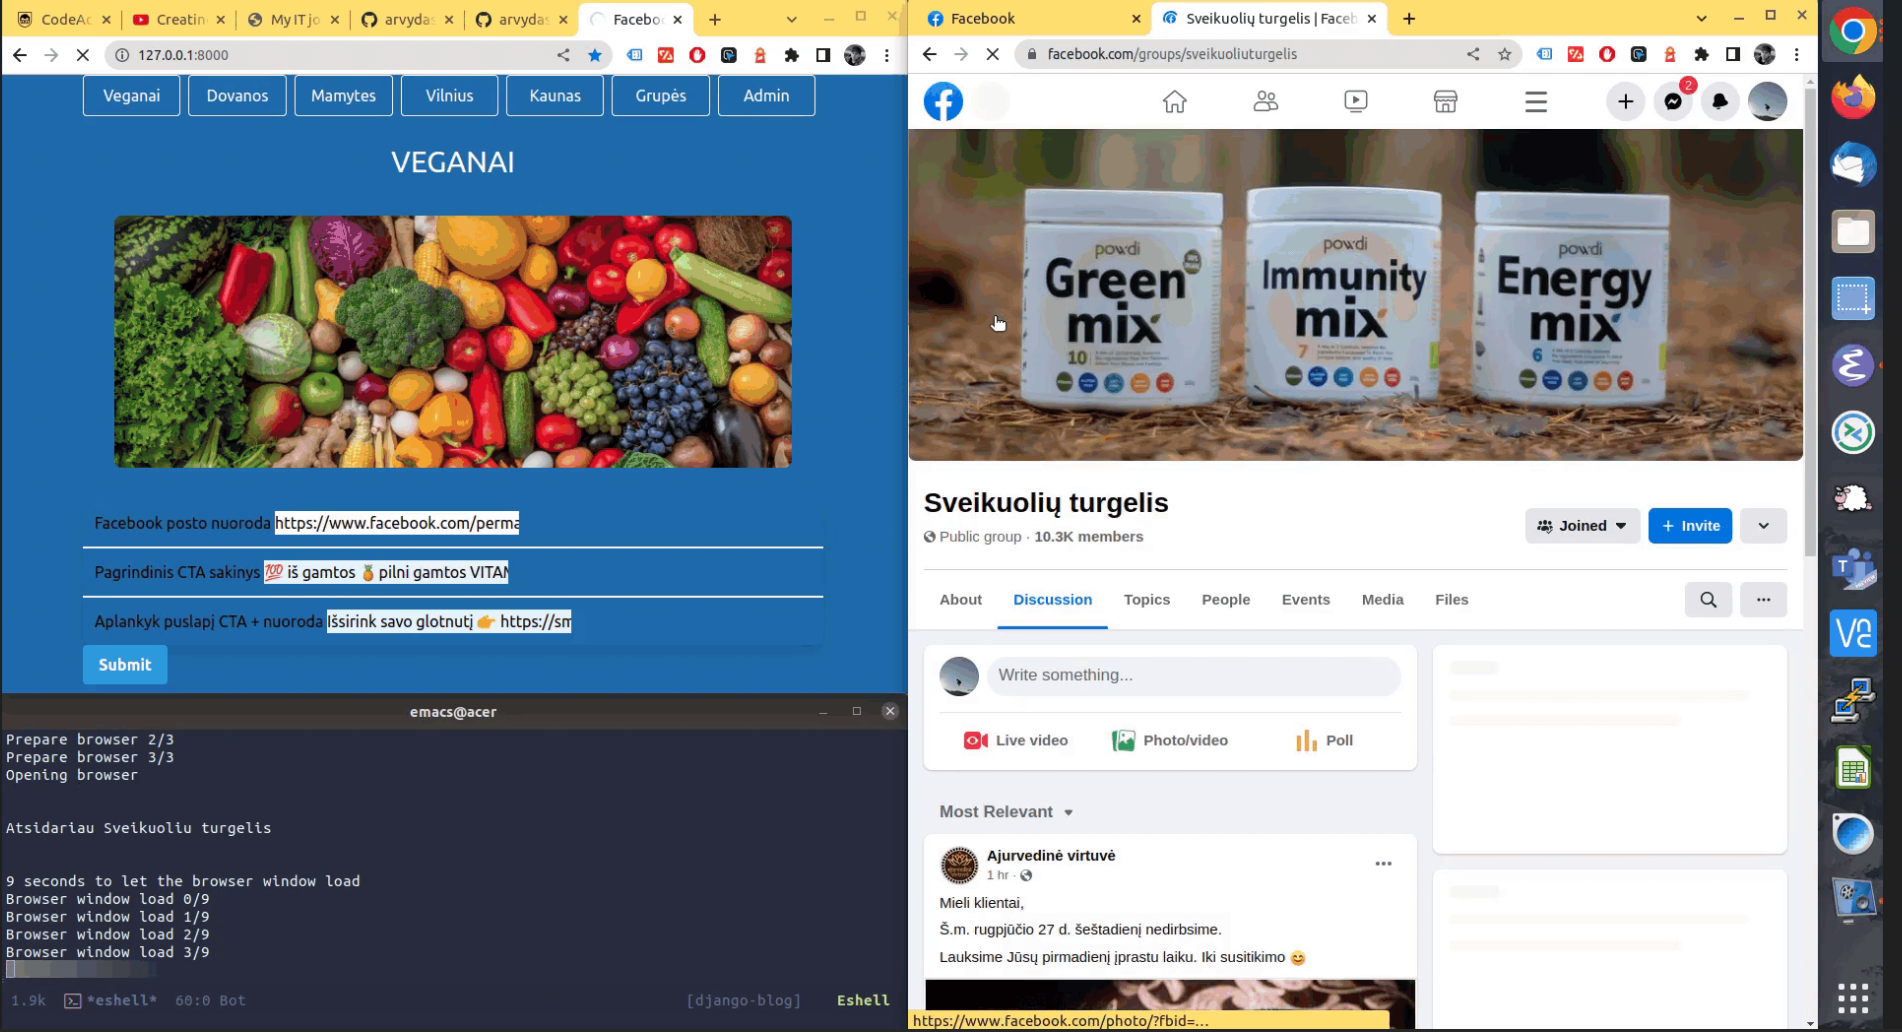 CodeAc
Creatin
My IT jo
arvydas
arvydas
Faceboo
127.0.0.1:8000
Veganai
Dovanos
Mamytes
Vilnius
Kaunas
Grupės
Admin
VEGANAI
Facebook posto nuoroda https://www.facebook.com/perma
Pagrindinis CTA sakinys 💯 iš gamtos 🍍 pilni gamtos VITAM
Aplankyk puslapį CTA + nuoroda Išsirink savo glotnutį 👉 https://sm
Submit
emacs@acer
Prepare browser 2/3
Prepare browser 3/3
Opening browser
Atsidariau Sveikuoliu turgelis
9 seconds to let the browser window load
Browser window load 0/9
Browser window load 1/9
Browser window load 2/9
Browser window load 3/9
1.9k *eshell* 60:0 Bot [django-blog] Eshell
Facebook
Sveikuolių turgelis | Faceb
facebook.com/groups/sveikuoliuturgelis
2
powdi
Green
mix
10
powdi
Immunity
mix
7
powdi
Energy
mix
6
Sveikuolių turgelis
Public group · 10.3K members
Joined
+ Invite
About
Discussion
Topics
People
Events
Media
Files
Write something...
Live video
Photo/video
Poll
Most Relevant
Ajurvedinė virtuvė
1 hr ·
Mieli klientai,
Š.m. rugpjūčio 27 d. šeštadienį nedirbsime.
Lauksime Jūsų pirmadienį įprastu laiku. Iki susitikimo 😊
https://www.facebook.com/photo/?fbid=...